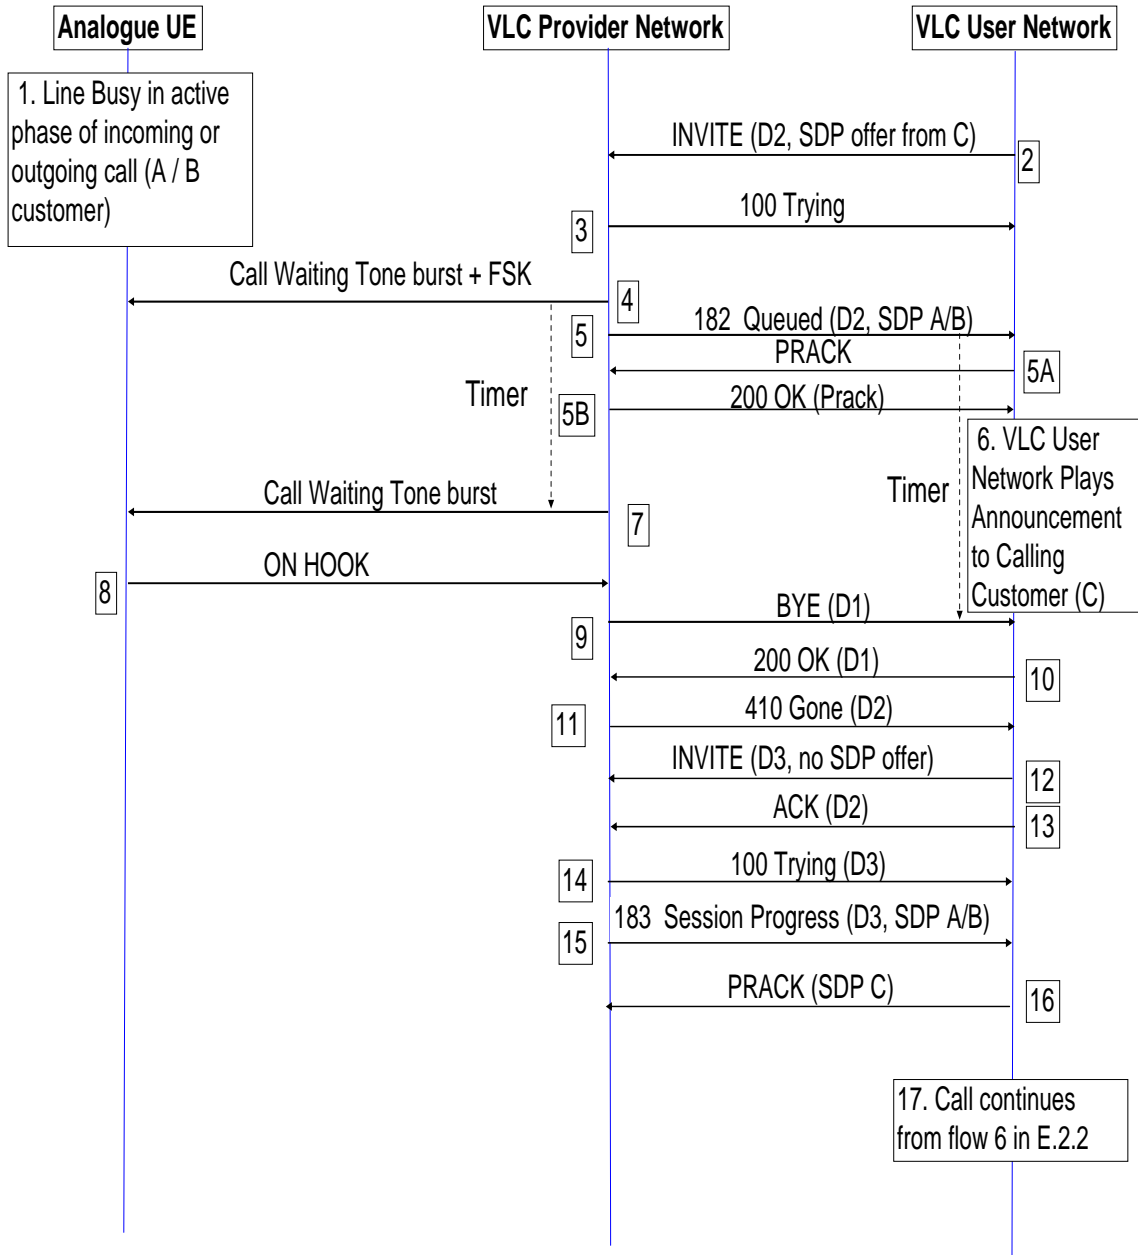 Analogue UE
VLC Provider Network
VLC User Network
1. Line Busy in active
phase of incoming or
outgoing call (A / B
customer)
INVITE (D2, SDP offer from C)
2
100 Trying
3
Call Waiting Tone burst + FSK
4
182 Queued (D2, SDP A/B)
5
PRACK
5A
Timer
200 OK (Prack)
5B
6. VLC User
Network Plays
Announcement
to Calling
Customer (C)
Timer
Call Waiting Tone burst
7
ON HOOK
8
BYE (D1)
9
200 OK (D1)
10
410 Gone (D2)
11
INVITE (D3, no SDP offer)
12
ACK (D2)
13
100 Trying (D3)
14
183 Session Progress (D3, SDP A/B)
15
PRACK (SDP C)
16
17. Call continues
from flow 6 in E.2.2